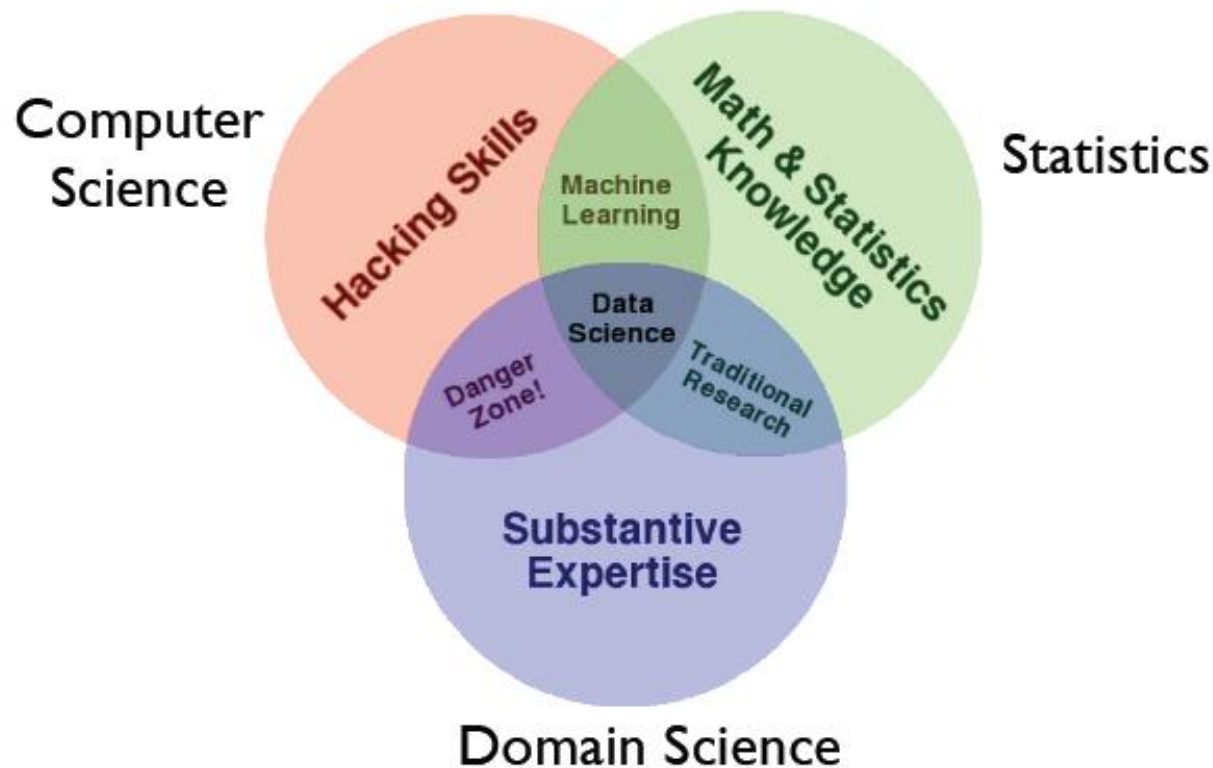 Computer
Science
Hacking Skills
Math & Statistics
Knowledge
Statistics
Machine
Learning
Data
Science
Danger
Zone!
Traditional
Research
Substantive
Expertise
Domain Science